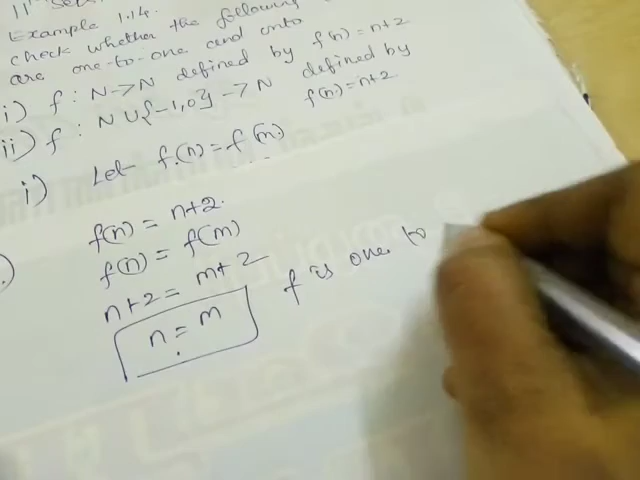 Example 1.14.
check whether the following
are one-to-one and onto
i) f : N → N defined by f(n) = n+2
ii) f : N ∪ {-1,0} → N defined by
f(n) = n+2
i) Let f(n) = f(m)
f(n) = n+2.
f(n) = f(m)
n+2 = m+2
n = m
f is one to